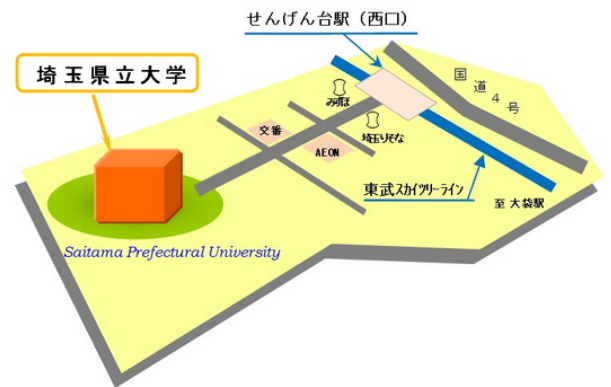 せんげん台駅（西口）
埼玉県立大学
国道4号
みずほ
交番
埼玉りそな
AEON
東武スカイツリーライン
至 大袋駅
Saitama Prefectural University